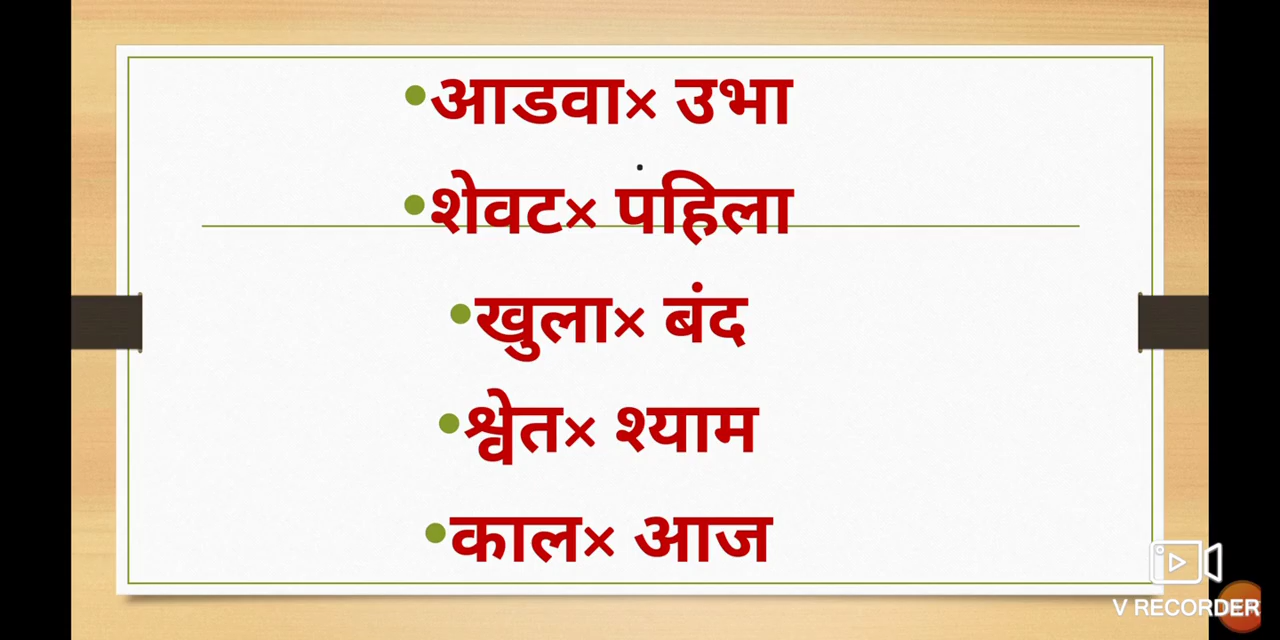 •आडवा× उभा
•शेवट× पहिला
•खुला× बंद
•श्वेत× श्याम
•काल× आज
V RECORDER